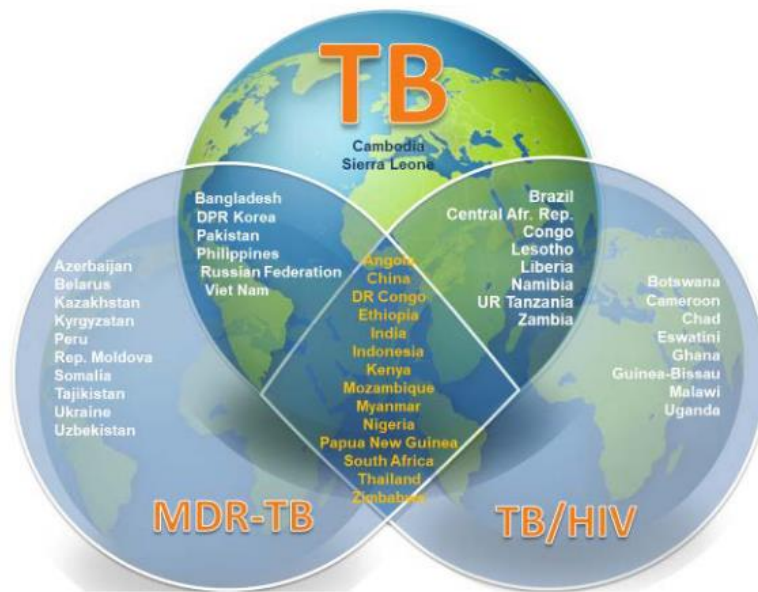 TB
Cambodia
Sierra Leone
Bangladesh
DPR Korea
Pakistan
Philippines
Russian Federation
Viet Nam
Brazil
Central Afr. Rep.
Congo
Lesotho
Liberia
Namibia
UR Tanzania
Zambia
Azerbaijan
Belarus
Kazakhstan
Kyrgyzstan
Peru
Rep. Moldova
Somalia
Tajikistan
Ukraine
Uzbekistan
Angola
China
DR Congo
Ethiopia
India
Indonesia
Kenya
Mozambique
Myanmar
Nigeria
Papua New Guinea
South Africa
Thailand
Zimbabwe
Botswana
Cameroon
Chad
Eswatini
Ghana
Guinea-Bissau
Malawi
Uganda
MDR-TB
TB/HIV